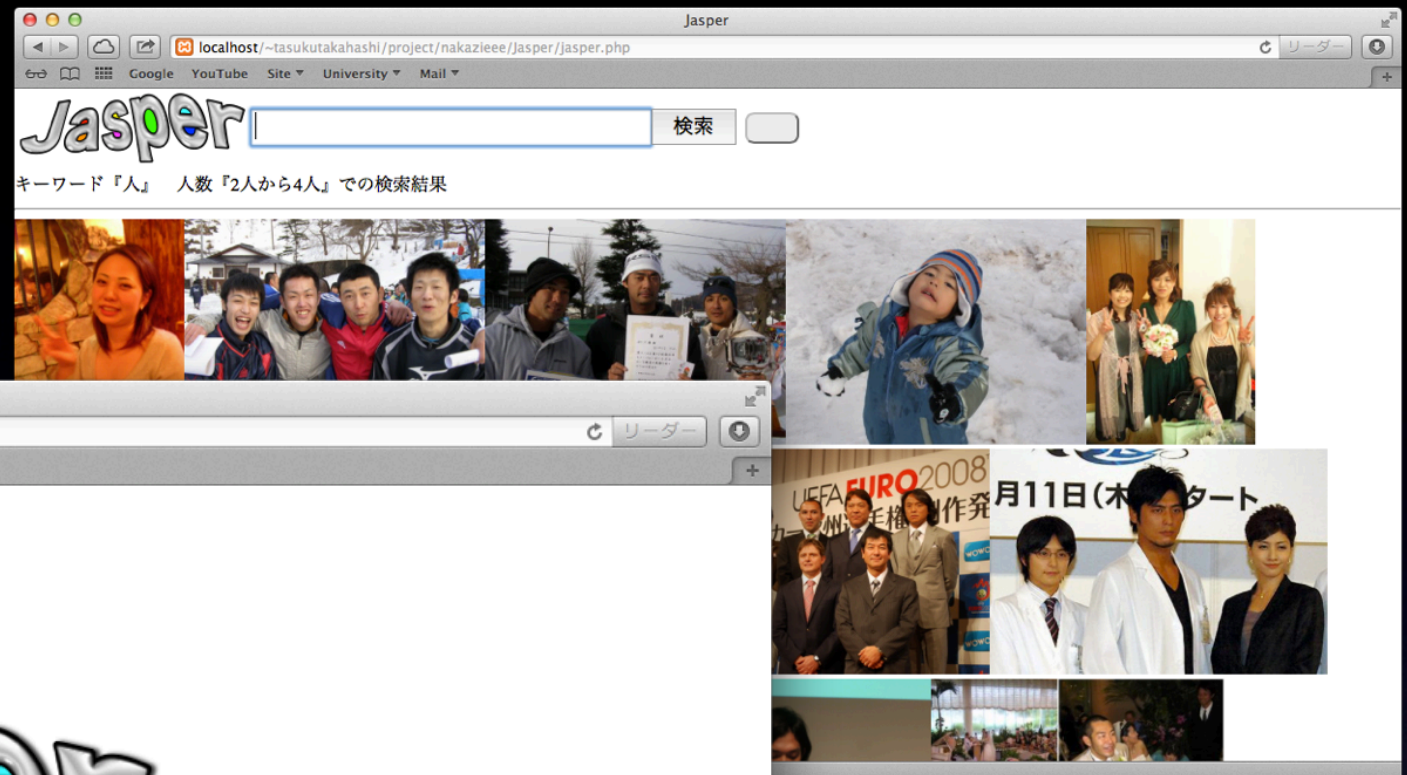 Jasper
localhost/~tasukutakahashi/project/nakazieee/Jasper/jasper.php
リーダー
Google YouTube Site University Mail
Jasper
検索
キーワード『人』 人数『2人から4人』での検索結果
リーダー
UEFA EURO2008
月11日(木 タート
WOWO
WOWO